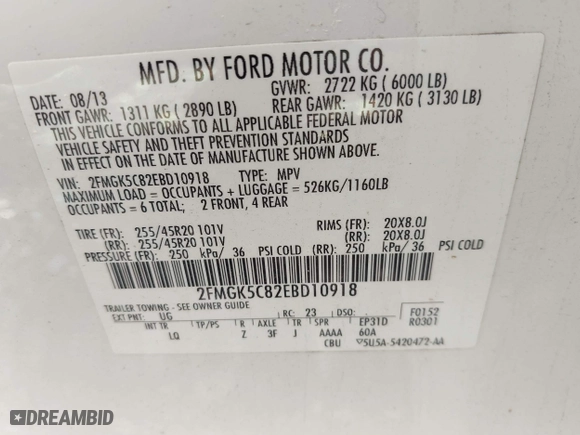 MFD. BY FORD MOTOR CO.
DATE: 08/13 GVWR: 2722 KG ( 6000 LB)
FRONT GAWR: 1311 KG ( 2890 LB) REAR GAWR: 1420 KG ( 3130 LB)
THIS VEHICLE CONFORMS TO ALL APPLICABLE FEDERAL MOTOR
VEHICLE SAFETY AND THEFT PREVENTION STANDARDS
IN EFFECT ON THE DATE OF MANUFACTURE SHOWN ABOVE.
VIN: 2FMGK5C82EBD10918 TYPE: MPV
MAXIMUM LOAD = OCCUPANTS + LUGGAGE = 526KG/1160LB
OCCUPANTS = 6 TOTAL; 2 FRONT, 4 REAR
TIRE (FR): 255/45R20 101V RIMS (FR): 20X8.0J
(RR): 255/45R20 101V (RR): 20X8.0J
PRESSURE (FR): 250 kPa/ 36 PSI COLD (RR): 250 kPa/ 36 PSI COLD
2FMGK5C82EBD10918
TRAILER TOWING - SEE OWNER GUIDE
EXT PNT: UG RC: 23 DSO: F0152
INT TR TP/PS R AXLE TR SPR EP31D R0301
LQ Z 3F J AAAA 60A
CBU 5U5A-5420472-AA
DREAMBID